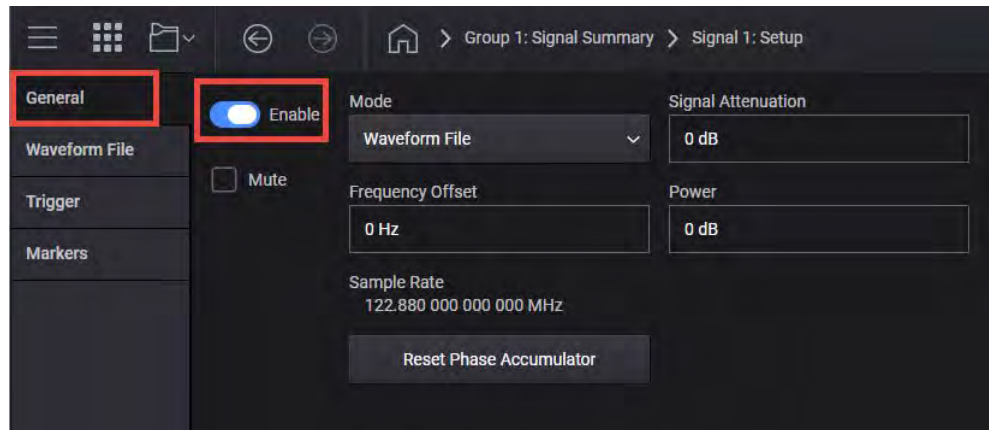 Group 1: Signal Summary > Signal 1: Setup
General
Waveform File
Trigger
Markers
Enable
Mute
Mode
Waveform File
Signal Attenuation
0 dB
Frequency Offset
0 Hz
Power
0 dB
Sample Rate
122.880 000 000 000 MHz
Reset Phase Accumulator